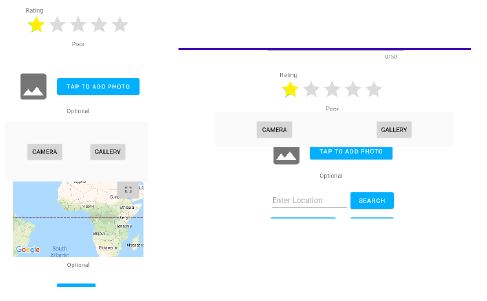 Rating
Poor
TAP TO ADD PHOTO
Optional
CAMERA
GALLERY
South
Google
Optional
0/50
Rating
Poor
CAMERA
GALLERY
TAP TO ADD PHOTO
Optional
Enter Location
SEARCH